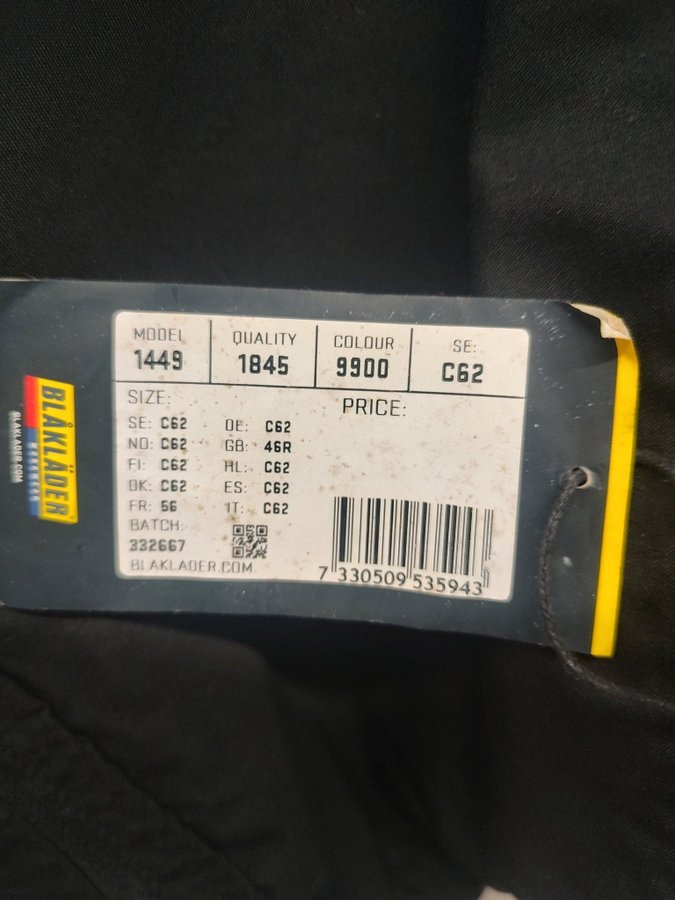 MODEL
1449
QUALITY
1845
COLOUR
9900
SE:
C62
SIZE:
PRICE:
SE: C62
NO: C62
FI: C62
DK: C62
FR: 56
DE: C62
GB: 46R
NL: C62
ES: C62
IT: C62
BATCH:
332667
BLAKLADER.COM
7 330509 535943
BLÅKLÄDER
WORKWEAR
BLAKLADER.COM